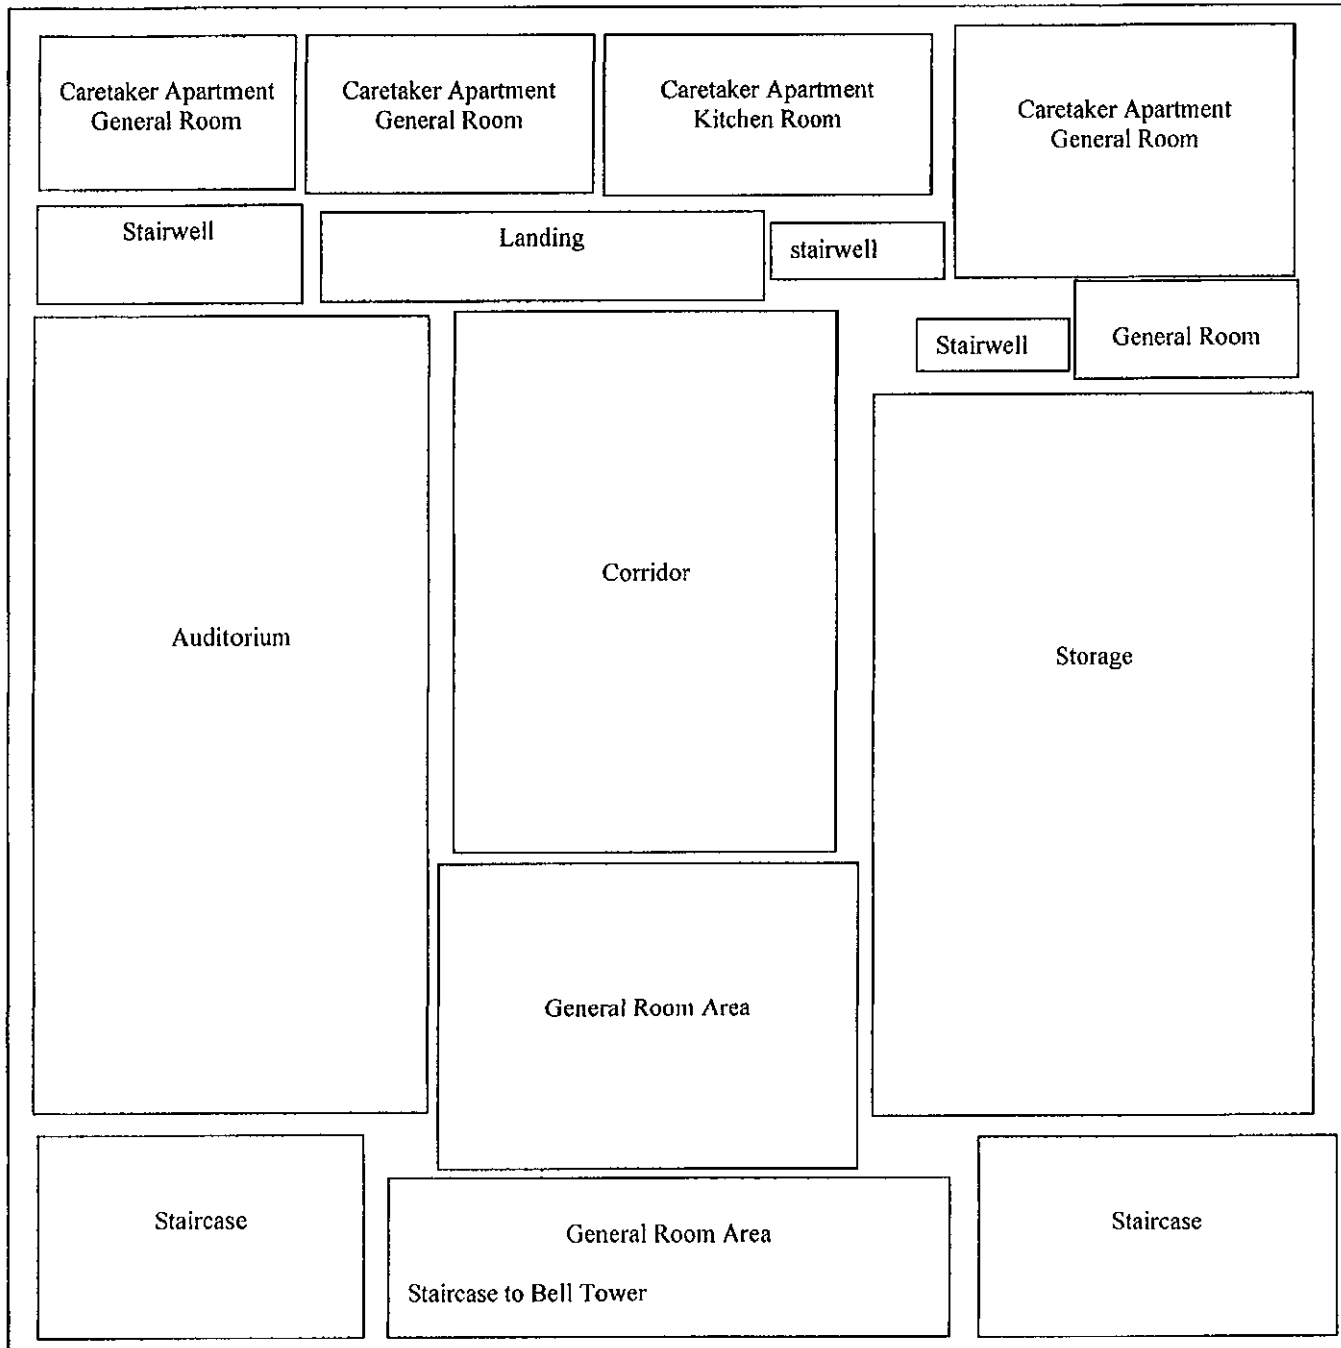 Caretaker Apartment
General Room
Caretaker Apartment
General Room
Caretaker Apartment
Kitchen Room
Caretaker Apartment
General Room
Stairwell
Landing
stairwell
Stairwell
General Room
Auditorium
Corridor
Storage
General Room Area
Staircase
General Room Area
Staircase to Bell Tower
Staircase